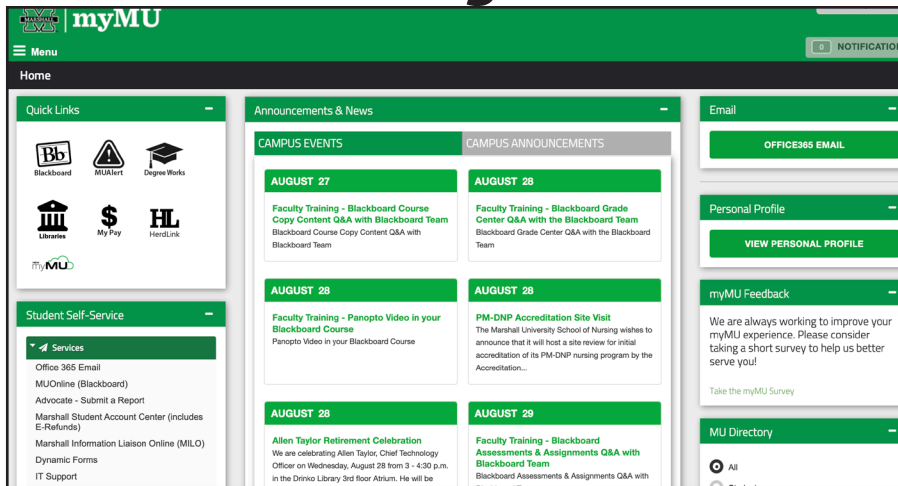 MARSHALL
myMU
Menu
0 NOTIFICATION
Home
Quick Links
Bb
Blackboard
MUAlert
Degree Works
Libraries
$
My Pay
HL
HerdLink
myMU
Student Self-Service
Services
Office 365 Email
MUOnline (Blackboard)
Advocate - Submit a Report
Marshall Student Account Center (includes
E-Refunds)
Marshall Information Liaison Online (MILO)
Dynamic Forms
IT Support
Announcements & News
CAMPUS EVENTS
CAMPUS ANNOUNCEMENTS
AUGUST 27
Faculty Training - Blackboard Course
Copy Content Q&A with Blackboard Team
Blackboard Course Copy Content Q&A with
Blackboard Team
AUGUST 28
Faculty Training - Blackboard Grade
Center Q&A with the Blackboard Team
Blackboard Grade Center Q&A with the Blackboard
Team
AUGUST 28
Faculty Training - Panopto Video in your
Blackboard Course
Panopto Video in your Blackboard Course
AUGUST 28
PM-DNP Accreditation Site Visit
The Marshall University School of Nursing wishes to
announce that it will host a site review for initial
accreditation of its PM-DNP nursing program by the
Accreditation...
AUGUST 28
Allen Taylor Retirement Celebration
We are celebrating Allen Taylor, Chief Technology
Officer on Wednesday, August 28 from 3 - 4:30 p.m.
in the Drinko Library 3rd floor Atrium. He will be
AUGUST 29
Faculty Training - Blackboard
Assessments & Assignments Q&A with
Blackboard Team
Blackboard Assessments & Assignments Q&A with
Email
OFFICE365 EMAIL
Personal Profile
VIEW PERSONAL PROFILE
myMU Feedback
We are always working to improve your
myMU experience. Please consider
taking a short survey to help us better
serve you!
Take the myMU Survey
MU Directory
All